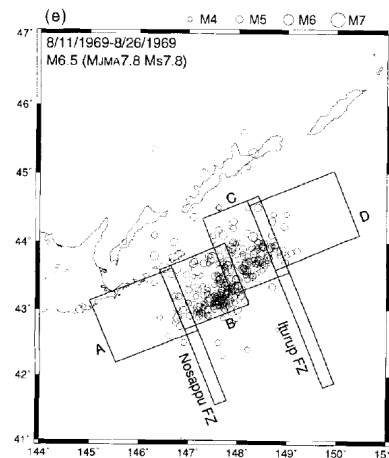 (e)
M4 M5 M6 M7
8/11/1969-8/26/1969
M6.5 (MJMA7.8 Ms7.8)
47˚
46˚
45˚
44˚
43˚
42˚
41˚
144˚ 145˚ 146˚ 147˚ 148˚ 149˚ 150˚ 151˚
A
B
C
D
Nosappu FZ
Iturup FZ